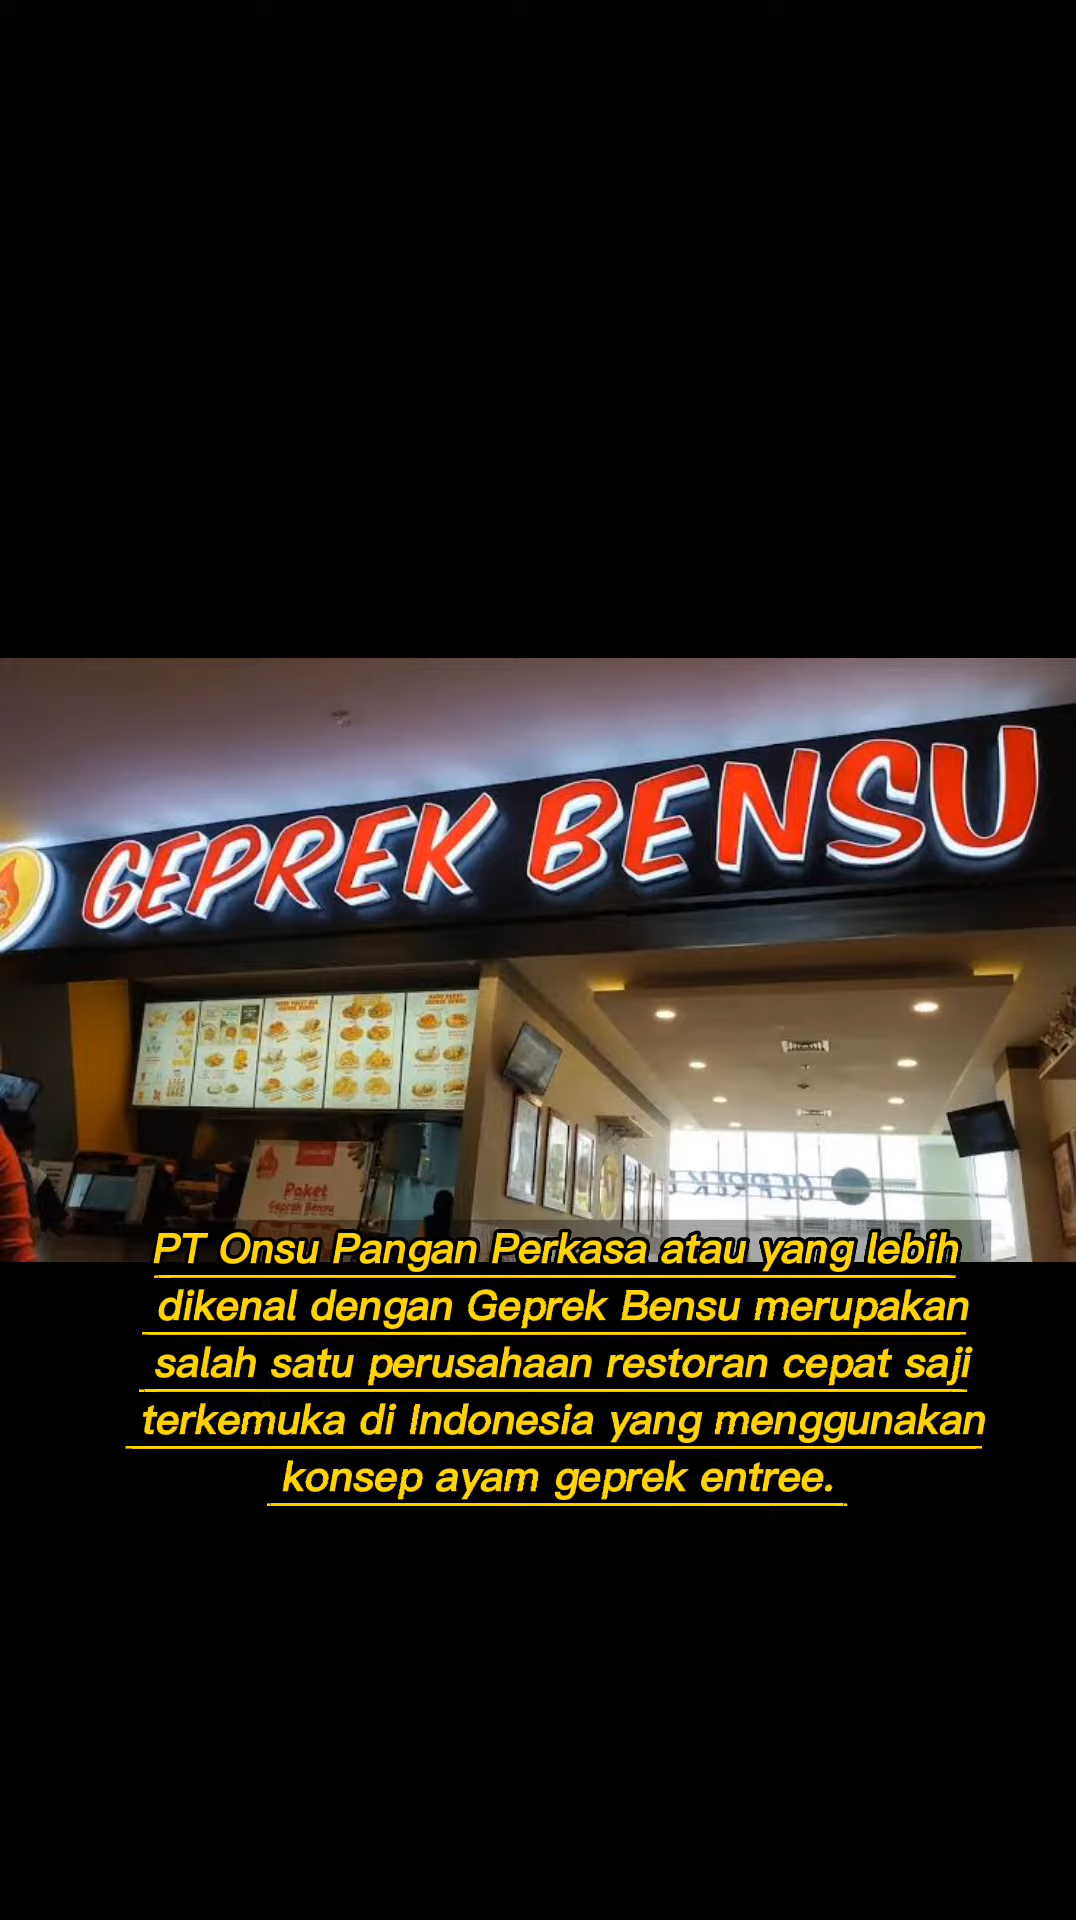 GEPREK BENSU
Paket
Geprek Bensu
PT Onsu Pangan Perkasa atau yang lebih
dikenal dengan Geprek Bensu merupakan
salah satu perusahaan restoran cepat saji
terkemuka di Indonesia yang menggunakan
konsep ayam geprek entree.